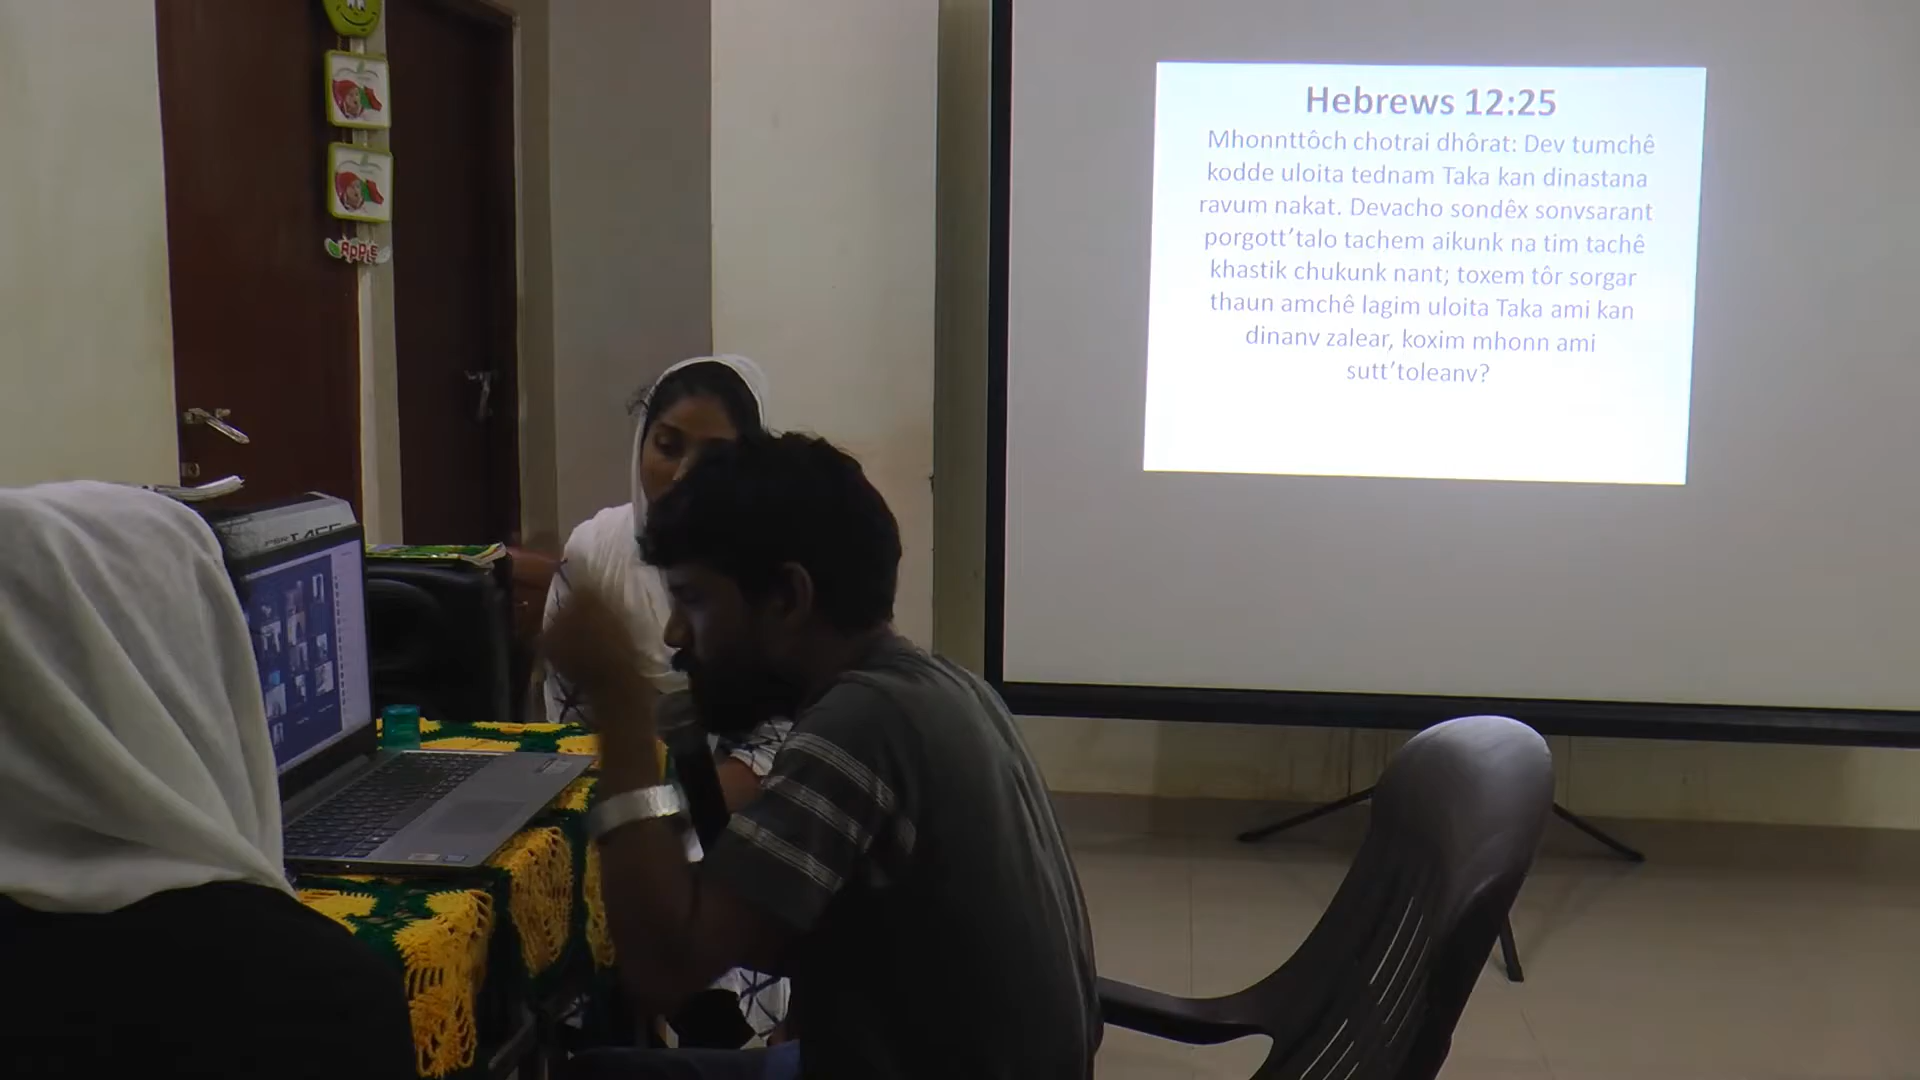 Hebrews 12:25
Mhonnttôch chotrai dhôrat: Dev tumchê
kodde uloita tednam Taka kan dinastana
ravum nakat. Devacho sondêx sonvsarant
porgott’talo tachem aikunk na tim tachê
khastik chukunk nant; toxem tôr sorgar
thaun amchê lagim uloita Taka ami kan
dinanv zalear, koxim mhonn ami
sutt’toleanv?
APPLE